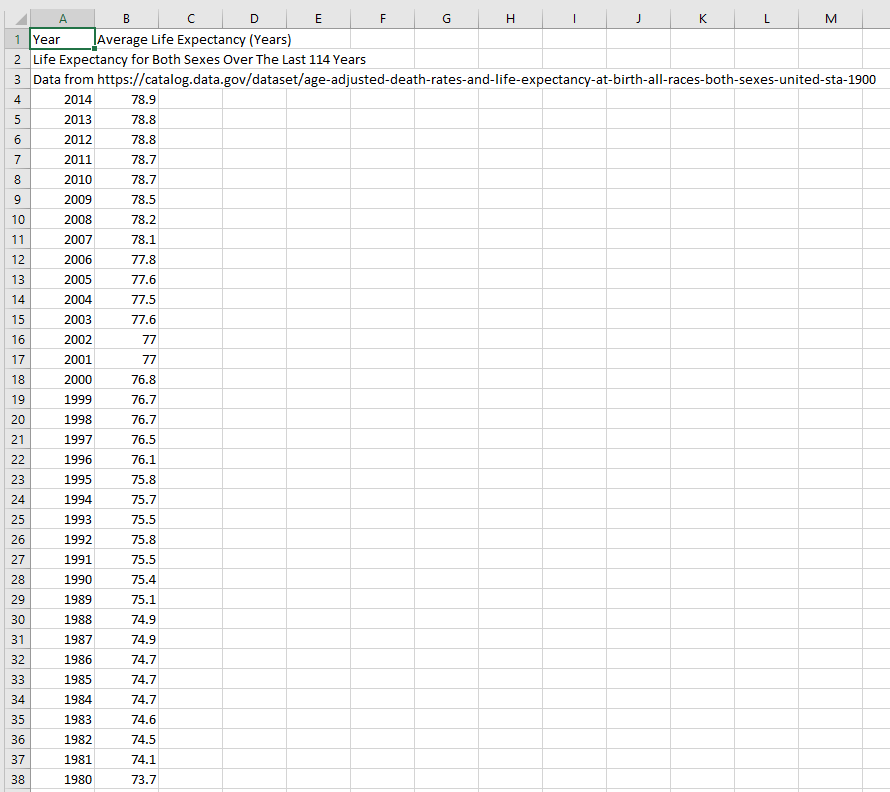 A B C D E F G H I J K L M
1 Year Average Life Expectancy (Years)
2 Life Expectancy for Both Sexes Over The Last 114 Years
3 Data from https://catalog.data.gov/dataset/age-adjusted-death-rates-and-life-expectancy-at-birth-all-races-both-sexes-united-sta-1900
4 2014 78.9
5 2013 78.8
6 2012 78.8
7 2011 78.7
8 2010 78.7
9 2009 78.5
10 2008 78.2
11 2007 78.1
12 2006 77.8
13 2005 77.6
14 2004 77.5
15 2003 77.6
16 2002 77
17 2001 77
18 2000 76.8
19 1999 76.7
20 1998 76.7
21 1997 76.5
22 1996 76.1
23 1995 75.8
24 1994 75.7
25 1993 75.5
26 1992 75.8
27 1991 75.5
28 1990 75.4
29 1989 75.1
30 1988 74.9
31 1987 74.9
32 1986 74.7
33 1985 74.7
34 1984 74.7
35 1983 74.6
36 1982 74.5
37 1981 74.1
38 1980 73.7